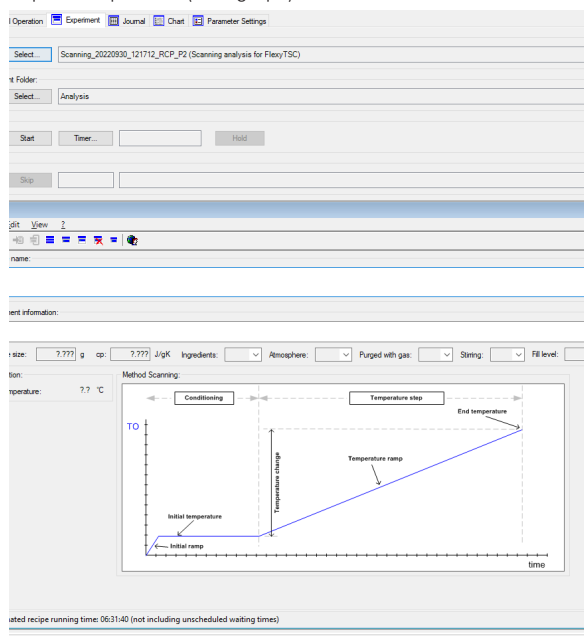 l Operation Experiment Journal Chart Parameter Settings
Select... Scanning_20220930_121712_RCP_P2 (Scanning analysis for FlexyTSC)
nt Folder:
Select... Analysis
Start Timer... Hold
Skip
Edit View ?
name:
ment information:
e size: ?.??? g cp: ?.??? J/gK Ingredients: Atmosphere: Purged with gas: Stirring: Fill level:
tion: Method Scanning:
mperature: ?.? °C
Conditioning Temperature step
End temperature
TO
Temperature change
Temperature ramp
Initial temperature
Initial ramp
time
nated recipe running time: 06:31:40 (not including unscheduled waiting times)